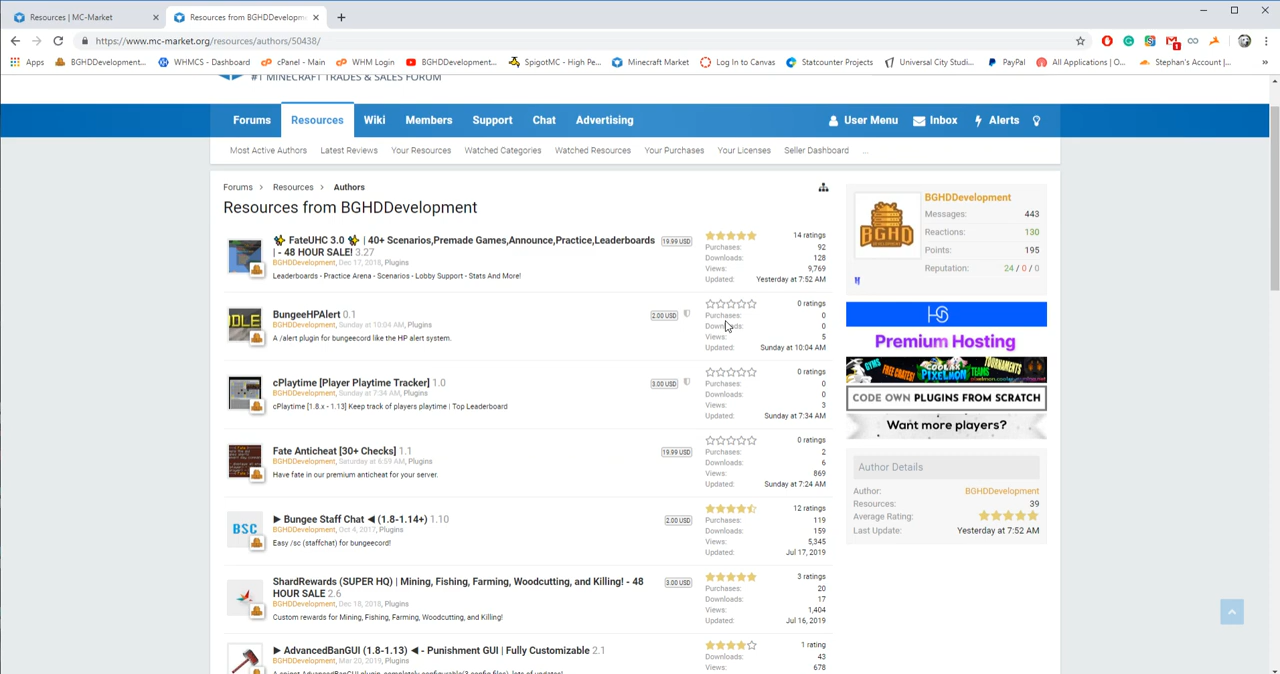 Resources | MC-Market
Resources from BGHDDevelopm
https://www.mc-market.org/resources/authors/50438/
Apps BGHDDevelopment... WHMCS - Dashboard cPanel - Main WHM Login BGHDDevelopment... SpigotMC - High Pe... Minecraft Market Log In to Canvas Statcounter Projects Universal City Studi... PayPal All Applications | O... Stephan's Account |...
#1 MINECRAFT TRADES & SALES FORUM
Forums Resources Wiki Members Support Chat Advertising User Menu Inbox Alerts
Most Active Authors Latest Reviews Your Resources Watched Categories Watched Resources Your Purchases Your Licenses Seller Dashboard ...
Forums > Resources > Authors
Resources from BGHDDevelopment
FateUHC 3.0 | 40+ Scenarios,Premade Games,Announce,Practice,Leaderboards
| - 48 HOUR SALE! 3.27
BGHDDevelopment, Dec 17, 2018, Plugins
Leaderboards - Practice Arena - Scenarios - Lobby Support - Stats And More!
19.99 USD
14 ratings
Purchases: 92
Downloads: 128
Views: 9,769
Updated: Yesterday at 7:52 AM
BungeeHPAlert 0.1
BGHDDevelopment, Sunday at 10:04 AM, Plugins
A /alert plugin for bungeecord like the HP alert system.
2.00 USD
0 ratings
Purchases: 0
Downloads: 0
Views: 5
Updated: Sunday at 10:04 AM
cPlaytime [Player Playtime Tracker] 1.0
BGHDDevelopment, Sunday at 7:34 AM, Plugins
cPlaytime [1.8.x - 1.13] Keep track of players playtime | Top Leaderboard
3.00 USD
0 ratings
Purchases: 0
Downloads: 0
Views: 3
Updated: Sunday at 7:34 AM
Fate Anticheat [30+ Checks] 1.1
BGHDDevelopment, Saturday at 6:59 AM, Plugins
Have fate in our premium anticheat for your server.
19.99 USD
0 ratings
Purchases: 2
Downloads: 6
Views: 869
Updated: Sunday at 7:24 AM
BSC
► Bungee Staff Chat ◄ (1.8-1.14+) 1.10
BGHDDevelopment, Oct 4, 2017, Plugins
Easy /sc (staffchat) for bungeecord!
2.00 USD
12 ratings
Purchases: 119
Downloads: 159
Views: 5,345
Updated: Jul 17, 2019
ShardRewards (SUPER HQ) | Mining, Fishing, Farming, Woodcutting, and Killing! - 48
HOUR SALE 2.6
BGHDDevelopment, Dec 18, 2018, Plugins
Custom rewards for Mining, Fishing, Farming, Woodcutting, and Killing!
3.00 USD
3 ratings
Purchases: 20
Downloads: 17
Views: 1,404
Updated: Jul 16, 2019
► AdvancedBanGUI (1.8-1.13) ◄ - Punishment GUI | Fully Customizable 2.1
BGHDDevelopment, Mar 20, 2019, Plugins
1 rating
Downloads: 43
Views: 678
BGHD
BGHDDevelopment
Messages: 443
Reactions: 130
Points: 195
Reputation: 24 / 0 / 0
Premium Hosting
GYMS FREE CRATES! COOLAX PIXELMON TEAMS TOURNAMENTS
CODE OWN PLUGINS FROM SCRATCH
Want more players?
Author Details
Author: BGHDDevelopment
Resources: 39
Average Rating:
Last Update: Yesterday at 7:52 AM